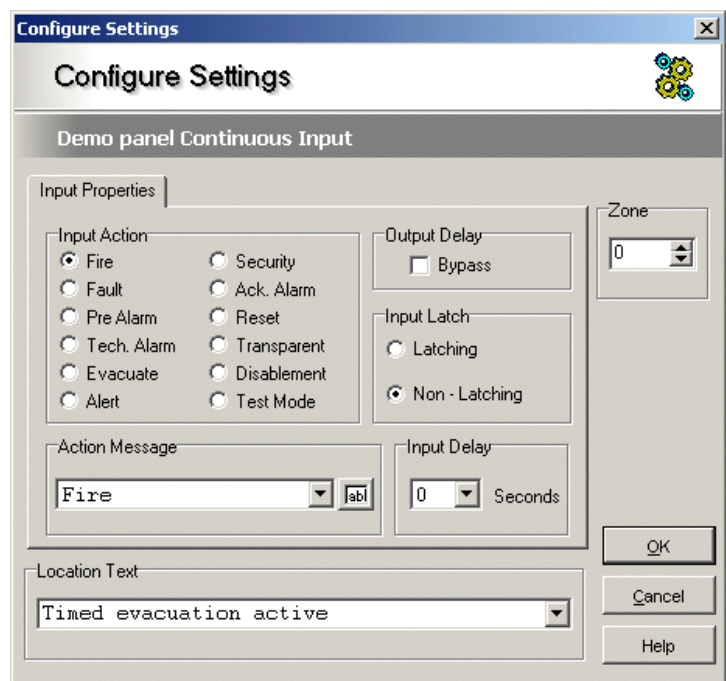 Configure Settings
Configure Settings
Demo panel Continuous Input
Input Properties
Input Action
Fire
Security
Fault
Ack. Alarm
Pre Alarm
Reset
Tech. Alarm
Transparent
Evacuate
Disablement
Alert
Test Mode
Output Delay
Bypass
Input Latch
Latching
Non - Latching
Zone
0
Action Message
Fire
abl
Input Delay
0 Seconds
Location Text
Timed evacuation active
OK
Cancel
Help